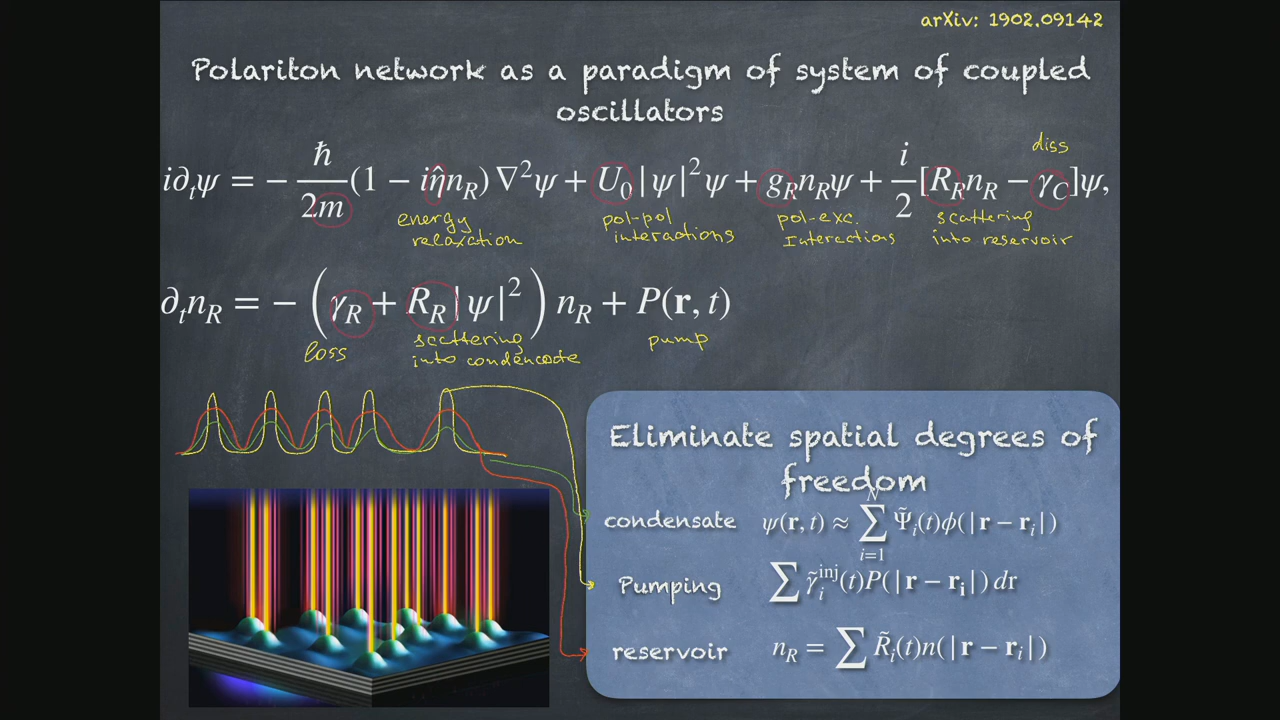 arXiv: 1902.09142
Polariton network as a paradigm of system of coupled
oscillators
diss
i∂ₜψ = − ħ/2m (1 − iη̂n_R) ∇²ψ + U₀|ψ|²ψ + g_R n_R ψ + i/2 [R_R n_R − γ_C]ψ,
energy relaxation
pol-pol interactions
pol-exc. Interactions
scattering into reservoir
∂ₜn_R = − (γ_R + R_R|ψ|²) n_R + P(r, t)
loss
scattering into condencate
pump
Eliminate spatial degrees of
freedom
condensate ψ(r, t) ≈ ∑_{i=1}^{N} Ψ̃ᵢ(t)ϕ(|r − rᵢ|)
Pumping ∑ γ̃ᵢ^inj(t)P(|r − rᵢ|) dr
reservoir n_R = ∑ R̃ᵢ(t)n(|r − rᵢ|)